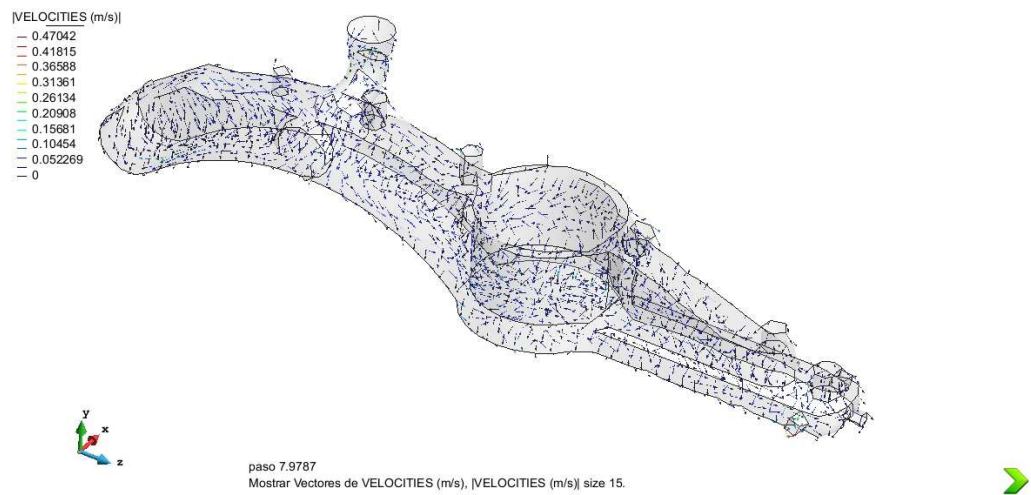 |VELOCITIES (m/s)|
0.47042
0.41815
0.36588
0.31361
0.26134
0.20908
0.15681
0.10454
0.052269
0
y
x
z
paso 7.9787
Mostrar Vectores de VELOCITIES (m/s), |VELOCITIES (m/s)| size 15.